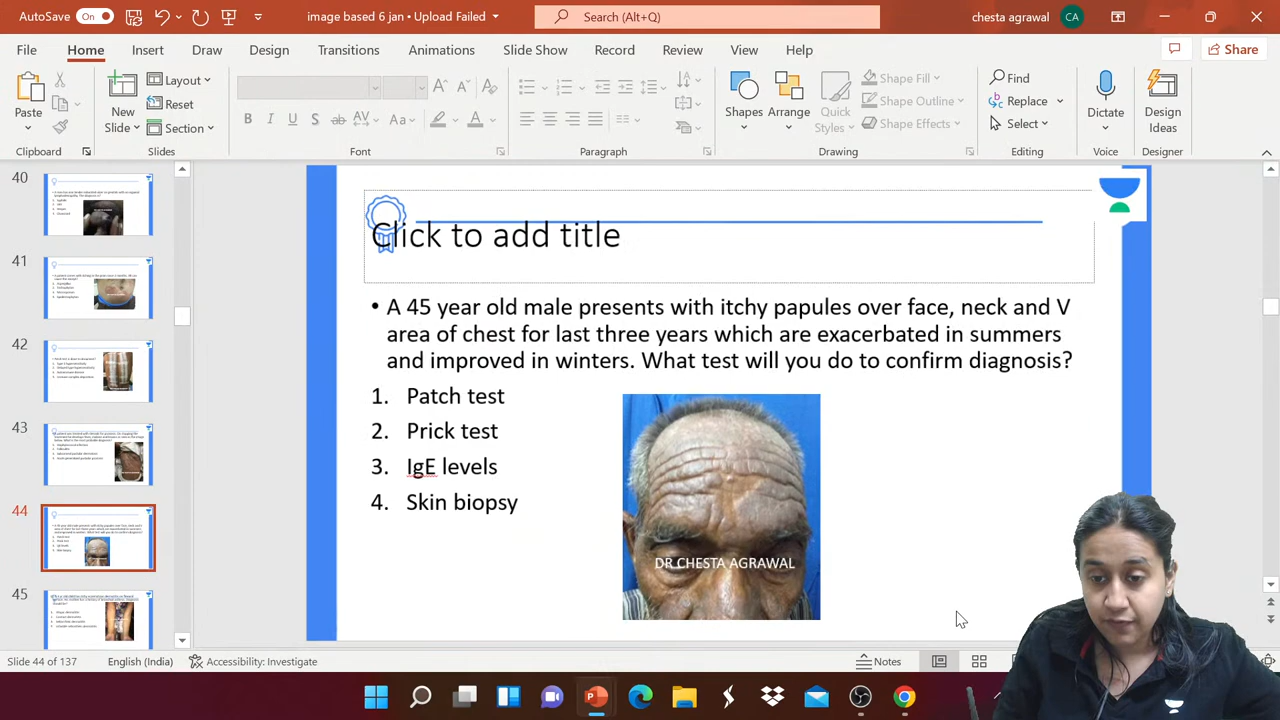 AutoSave On image based 6 jan • Upload Failed Search (Alt+Q) chesta agrawal CA
File Home Insert Draw Design Transitions Animations Slide Show Record Review View Help Share
Paste New Slide Layout Reset Section Shapes Arrange Quick Styles Shape Fill Shape Outline Shape Effects Find Replace Select Dictate Design Ideas
Clipboard Slides Font Paragraph Drawing Editing Voice Designer
40
41
42
43
44
45
Click to add title
• A 45 year old male presents with itchy papules over face, neck and V
area of chest for last three years which are exacerbated in summers
and improved in winters. What test will you do to confirm diagnosis?
1. Patch test
2. Prick test
3. IgE levels
4. Skin biopsy
DR CHESTA AGRAWAL
Slide 44 of 137 English (India) Accessibility: Investigate Notes